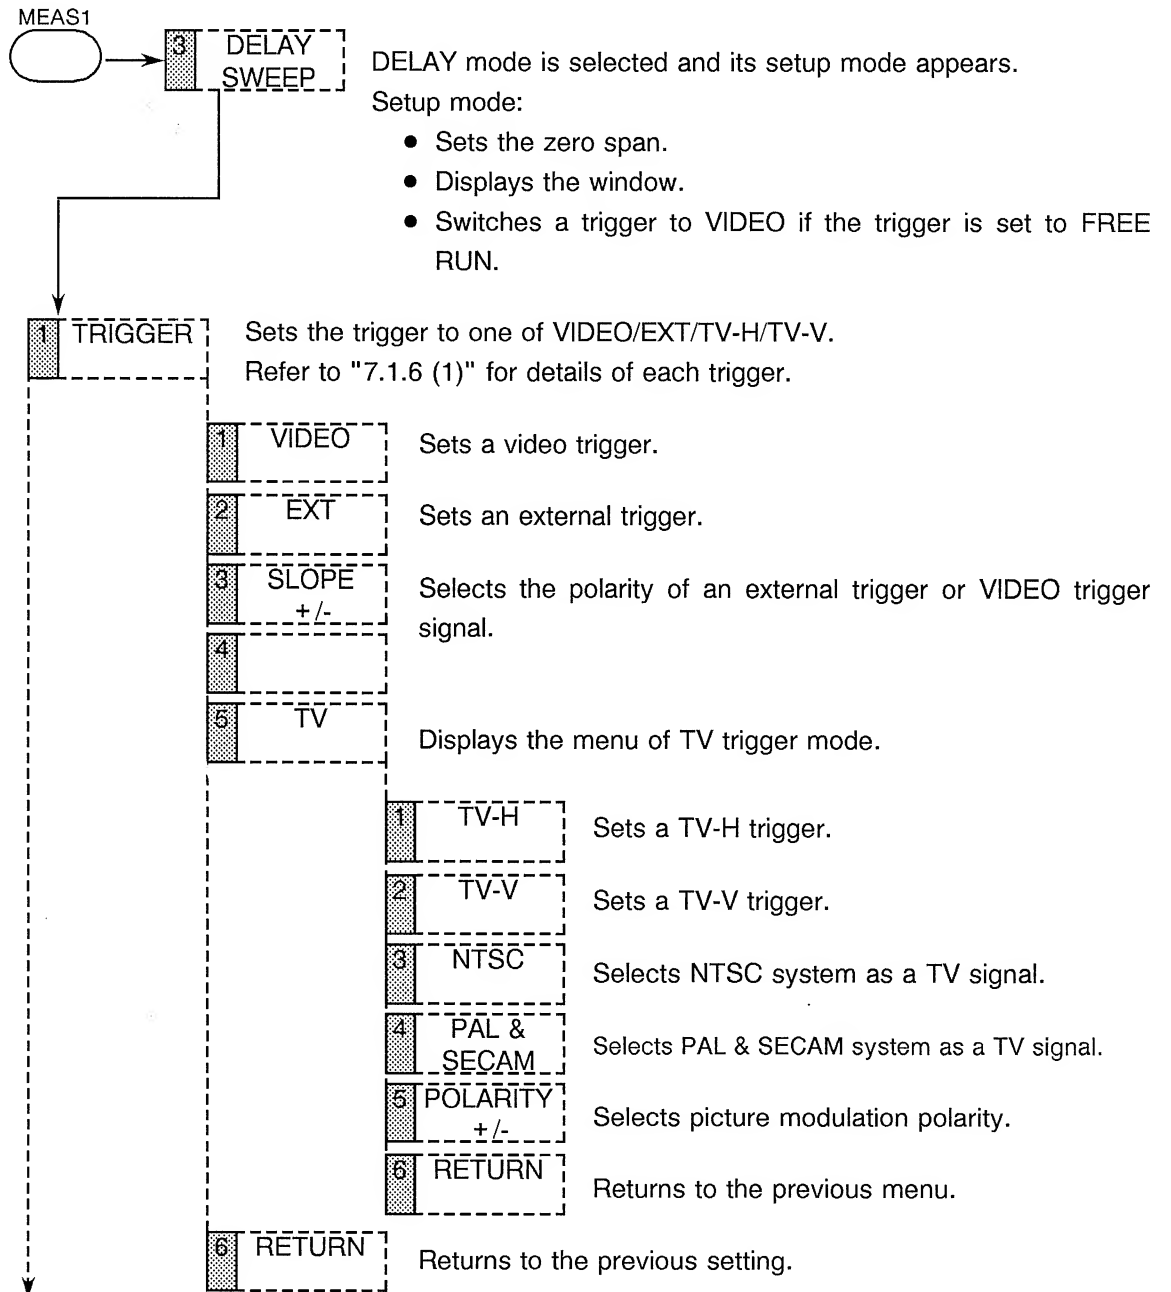 MEAS1
3 DELAY
SWEEP
DELAY mode is selected and its setup mode appears.
Setup mode:
● Sets the zero span.
● Displays the window.
● Switches a trigger to VIDEO if the trigger is set to FREE
RUN.
1 TRIGGER
Sets the trigger to one of VIDEO/EXT/TV-H/TV-V.
Refer to "7.1.6 (1)" for details of each trigger.
1 VIDEO
Sets a video trigger.
2 EXT
Sets an external trigger.
3 SLOPE
+/-
Selects the polarity of an external trigger or VIDEO trigger
signal.
4
5 TV
Displays the menu of TV trigger mode.
1 TV-H
Sets a TV-H trigger.
2 TV-V
Sets a TV-V trigger.
3 NTSC
Selects NTSC system as a TV signal.
4 PAL &
SECAM
Selects PAL & SECAM system as a TV signal.
5 POLARITY
+/-
Selects picture modulation polarity.
6 RETURN
Returns to the previous menu.
6 RETURN
Returns to the previous setting.